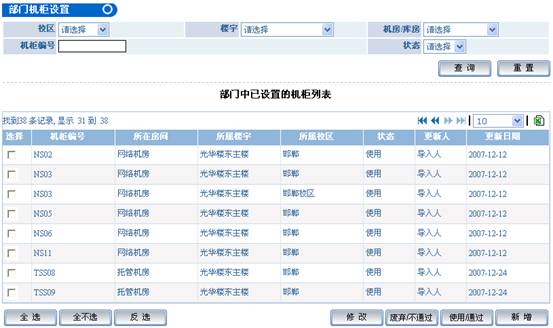 部门机柜设置
校区 请选择 楼宇 请选择 机房/库房 请选择
机柜编号 状态 请选择
查询 重置
部门中已设置的机柜列表
找到38 条记录, 显示 31 到 38 10
选择 机柜编号 所在房间 所属楼宇 所属校区 状态 更新人 更新日期
NS02 网络机房 光华楼东主楼 邯郸 使用 导入人 2007-12-12
NS03 网络机房 光华楼东主楼 邯郸 使用 导入人 2007-12-12
NS03 网络机房 光华楼东主楼 邯郸校区 使用 导入人 2007-12-12
NS05 网络机房 光华楼东主楼 邯郸 使用 导入人 2007-12-12
NS06 网络机房 光华楼东主楼 邯郸 使用 导入人 2007-12-12
NS11 网络机房 光华楼东主楼 邯郸 使用 导入人 2007-12-12
TSS08 托管机房 光华楼东主楼 邯郸 使用 导入人 2007-12-24
TSS09 托管机房 光华楼东主楼 邯郸 使用 导入人 2007-12-24
全选 全不选 反选 修改 废弃/不通过 使用/通过 新增